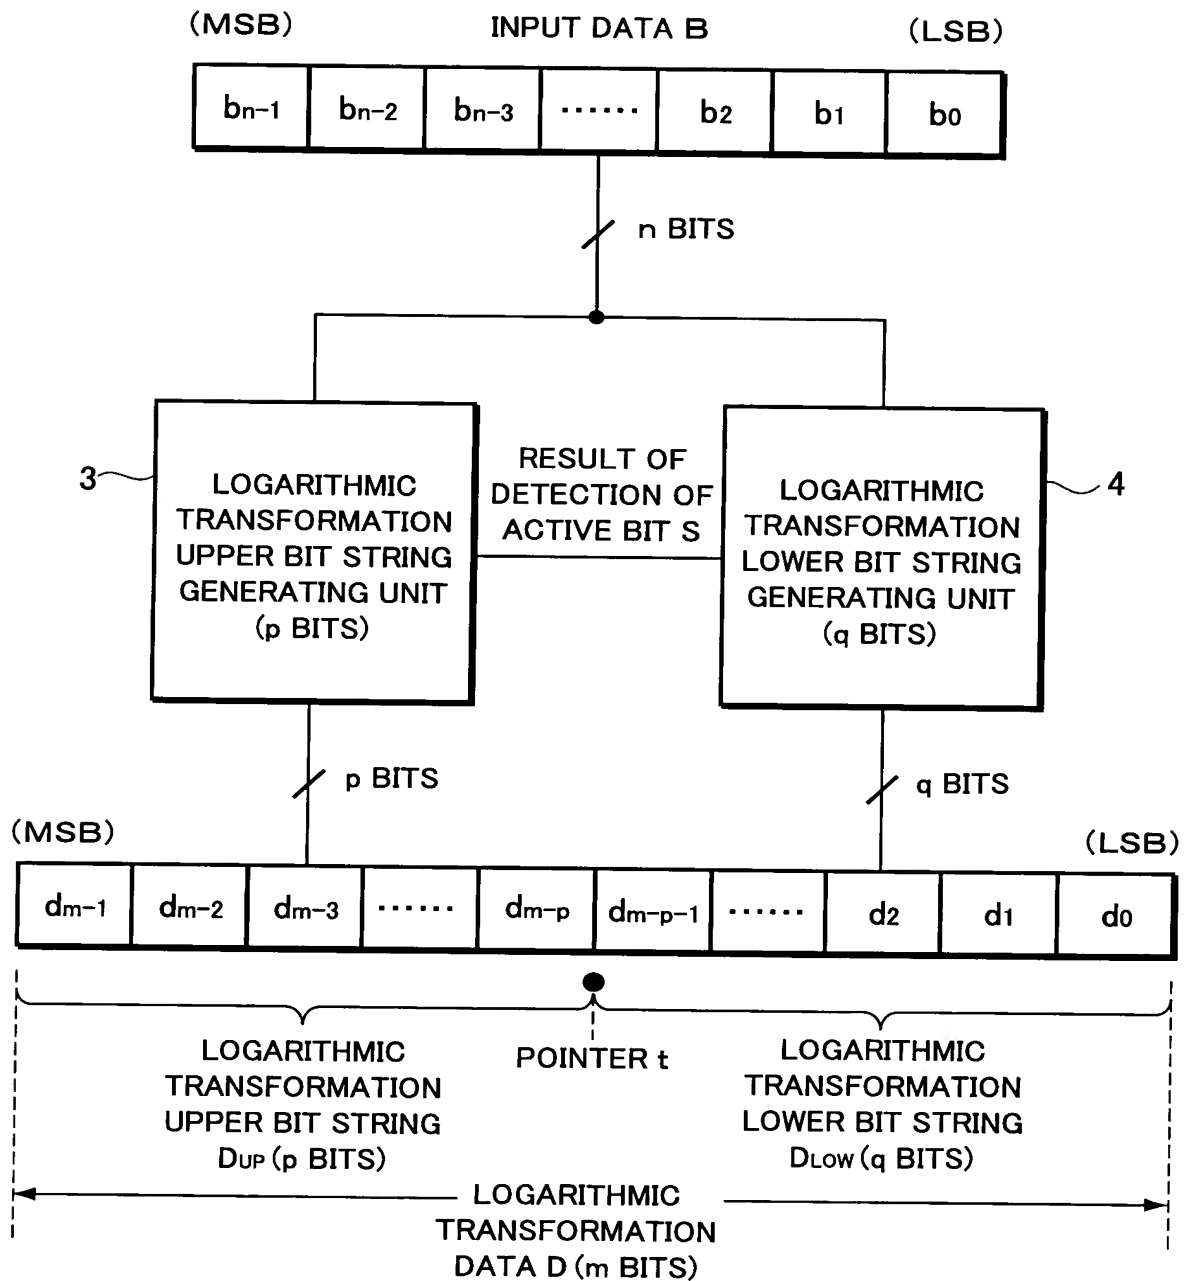 (MSB) INPUT DATA B (LSB)
bn-1 bn-2 bn-3 ...... b2 b1 b0
n BITS
3
LOGARITHMIC
TRANSFORMATION
UPPER BIT STRING
GENERATING UNIT
(p BITS)
RESULT OF
DETECTION OF
ACTIVE BIT S
LOGARITHMIC
TRANSFORMATION
LOWER BIT STRING
GENERATING UNIT
(q BITS)
4
p BITS
q BITS
(MSB) (LSB)
dm-1 dm-2 dm-3 ...... dm-p dm-p-1 ...... d2 d1 d0
LOGARITHMIC
TRANSFORMATION
UPPER BIT STRING
DUP (p BITS)
POINTER t
LOGARITHMIC
TRANSFORMATION
LOWER BIT STRING
DLOW (q BITS)
LOGARITHMIC
TRANSFORMATION
DATA D (m BITS)